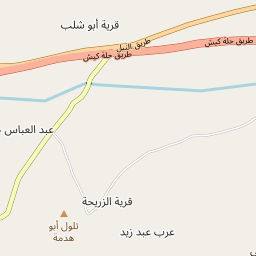 قرية أبو شلب
طريق النيل
طريق حلة كيش
طريق حلة كيش
عبد العباس
قرية الزريحة
تلول أبو
هدمة
عرب عبد زيد